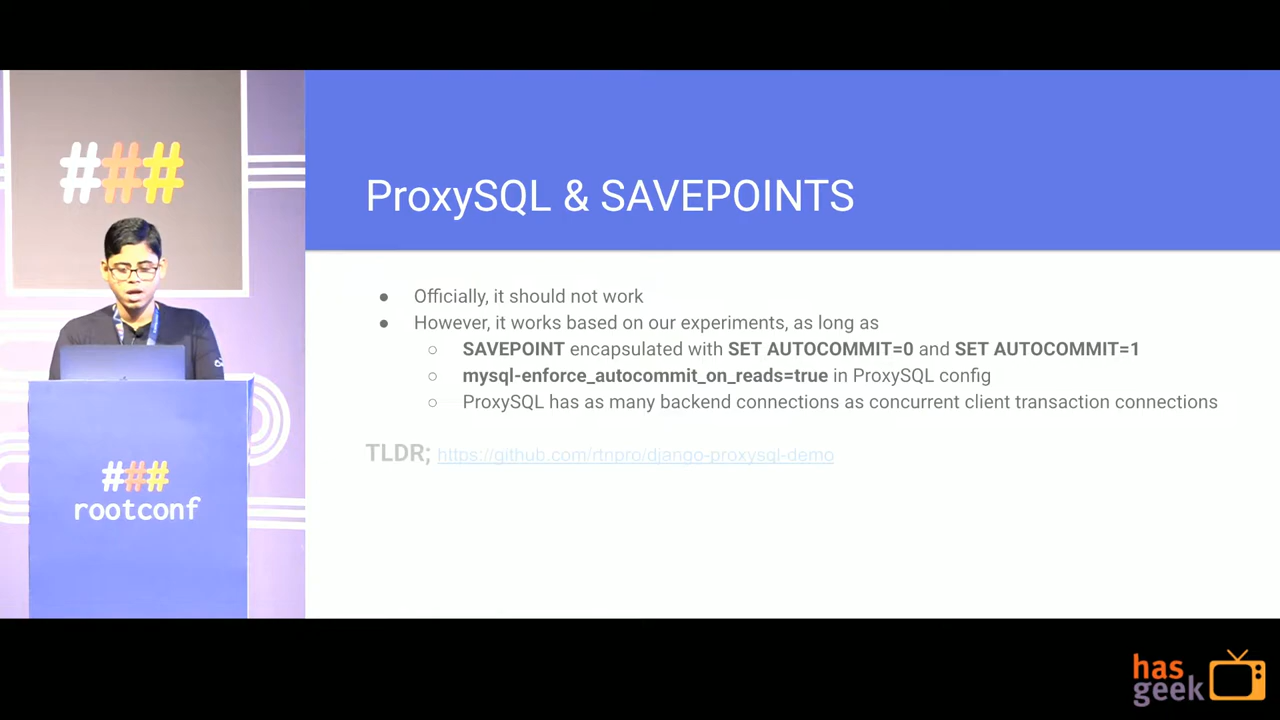 ###
###
rootconf
ProxySQL & SAVEPOINTS
● Officially, it should not work
● However, it works based on our experiments, as long as
○ SAVEPOINT encapsulated with SET AUTOCOMMIT=0 and SET AUTOCOMMIT=1
○ mysql-enforce_autocommit_on_reads=true in ProxySQL config
○ ProxySQL has as many backend connections as concurrent client transaction connections
TLDR; https://github.com/rtnpro/django-proxysql-demo
has
geek